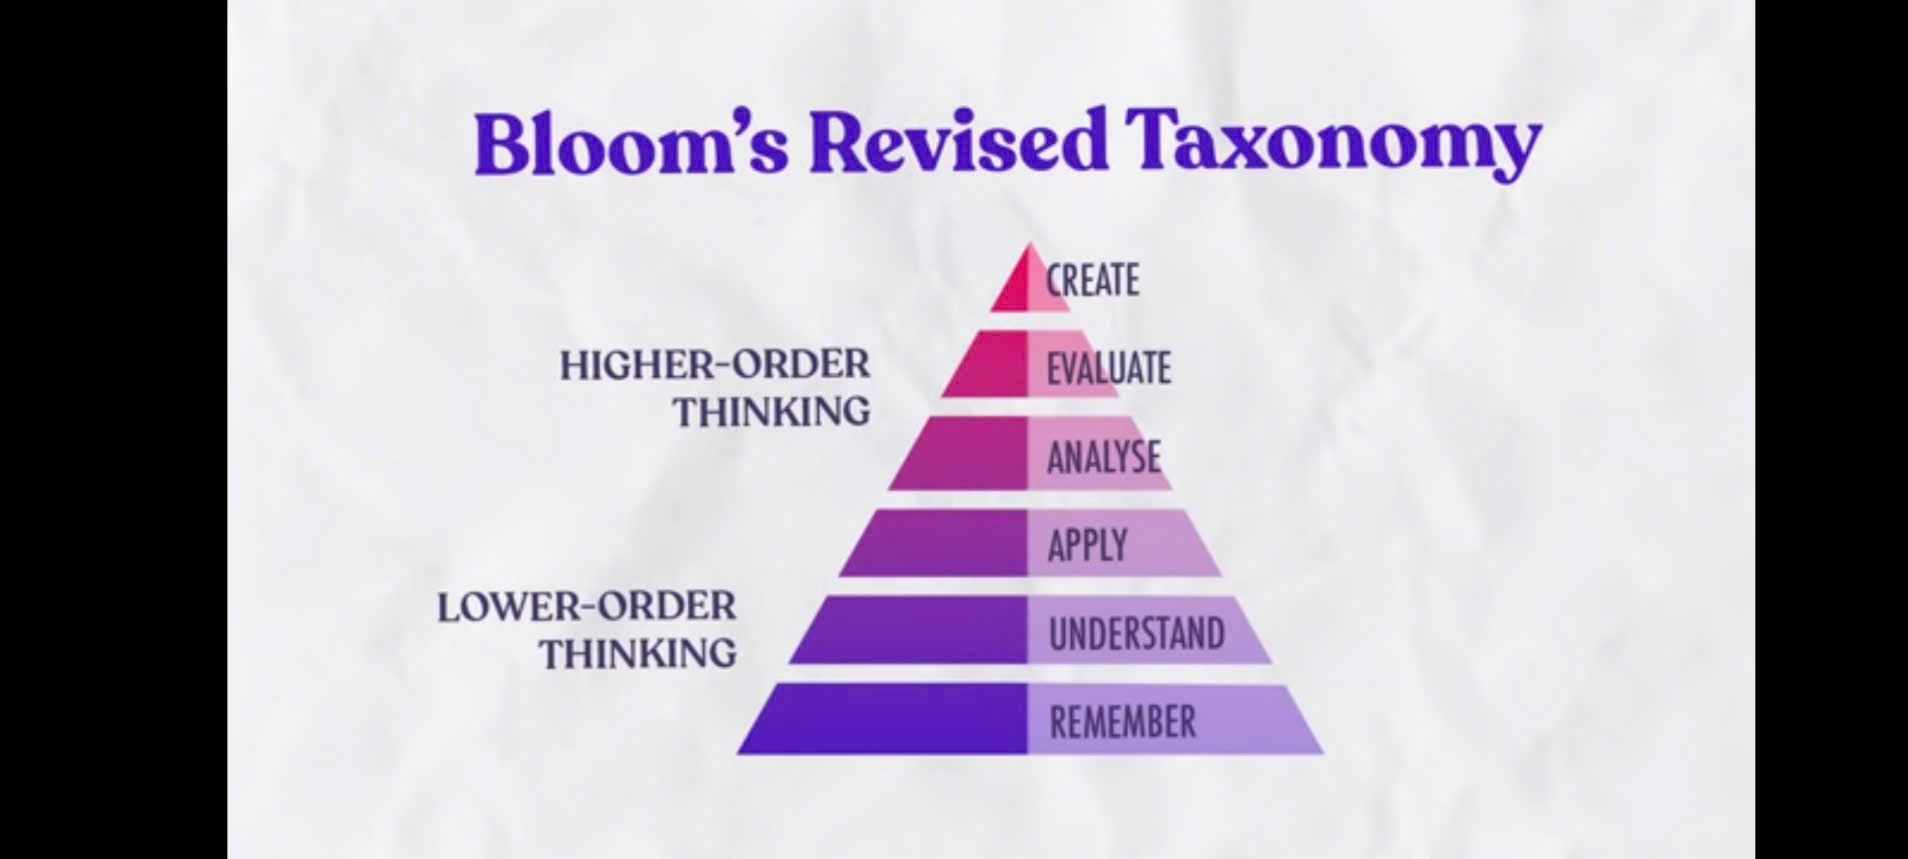 Bloom's Revised Taxonomy
CREATE
HIGHER-ORDER
THINKING
EVALUATE
ANALYSE
APPLY
LOWER-ORDER
THINKING
UNDERSTAND
REMEMBER